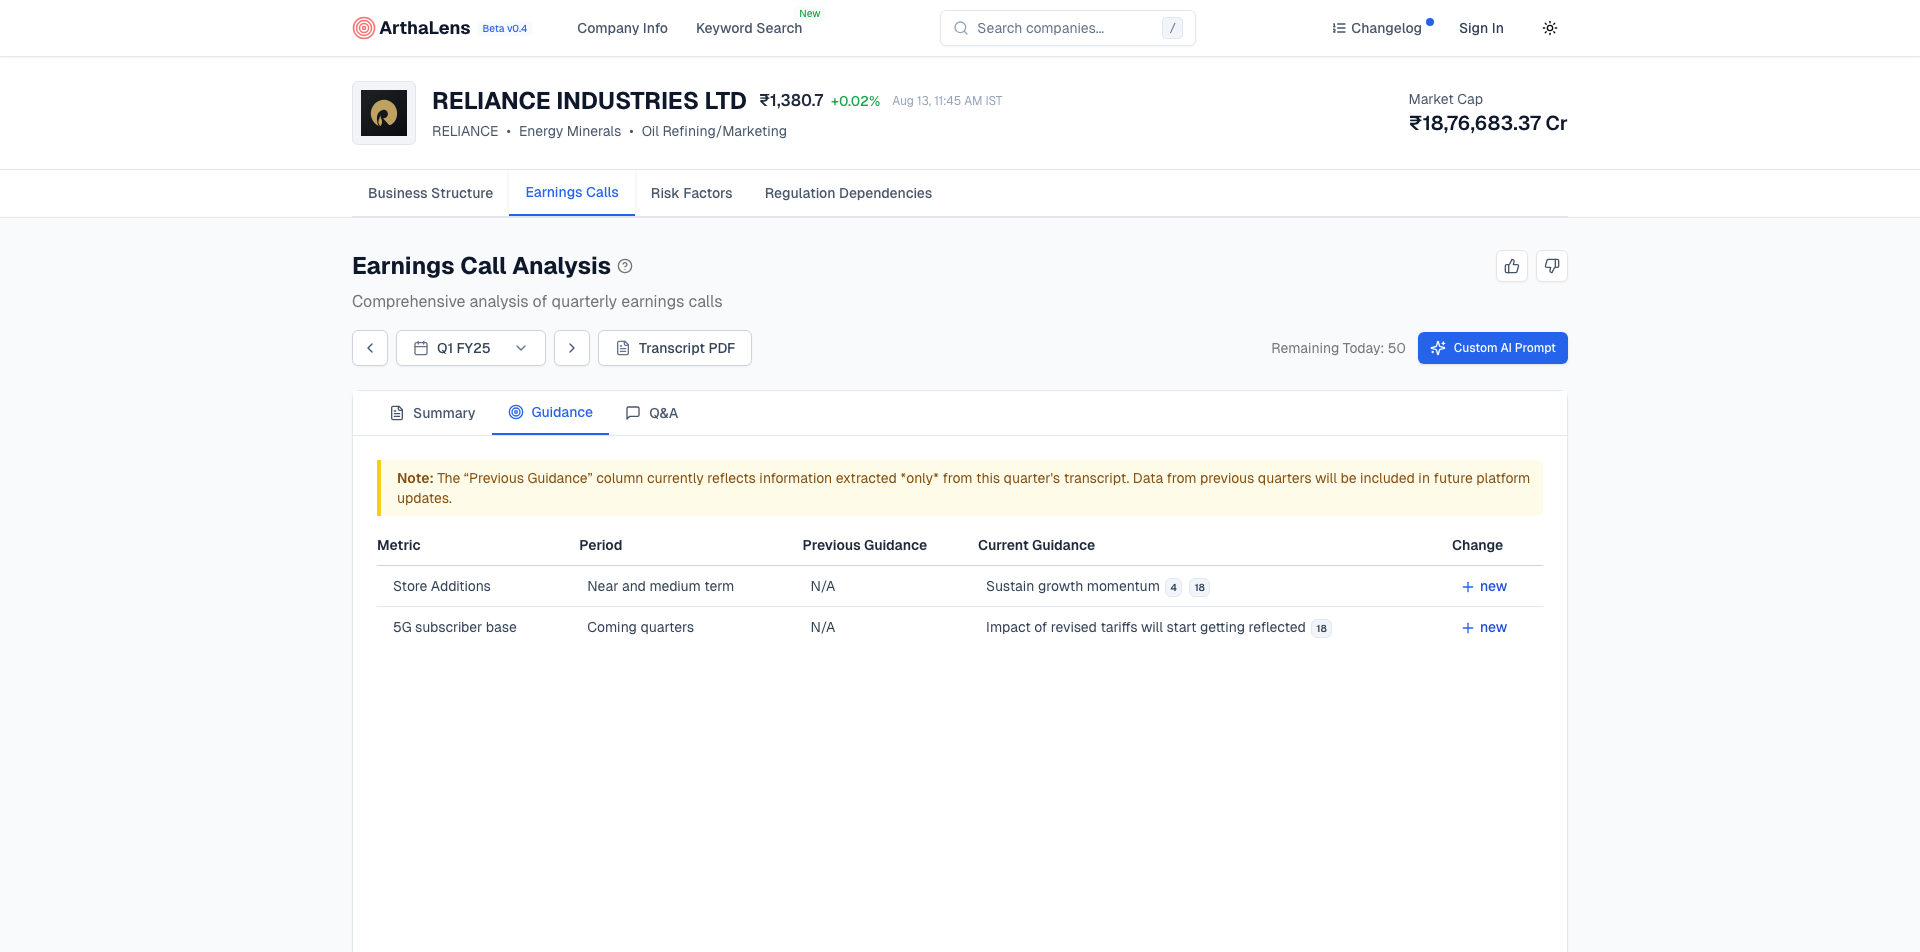 ArthaLens Beta v0.4 Company Info Keyword Search New Search companies... / Changelog Sign In
RELIANCE INDUSTRIES LTD ₹1,380.7 +0.02% Aug 13, 11:45 AM IST
RELIANCE • Energy Minerals • Oil Refining/Marketing
Market Cap
₹18,76,683.37 Cr
Business Structure Earnings Calls Risk Factors Regulation Dependencies
Earnings Call Analysis
Comprehensive analysis of quarterly earnings calls
Q1 FY25 Transcript PDF Remaining Today: 50 Custom AI Prompt
Summary Guidance Q&A
Note: The “Previous Guidance” column currently reflects information extracted *only* from this quarter's transcript. Data from previous quarters will be included in future platform
updates.
Metric Period Previous Guidance Current Guidance Change
Store Additions Near and medium term N/A Sustain growth momentum 4 18 + new
5G subscriber base Coming quarters N/A Impact of revised tariffs will start getting reflected 18 + new